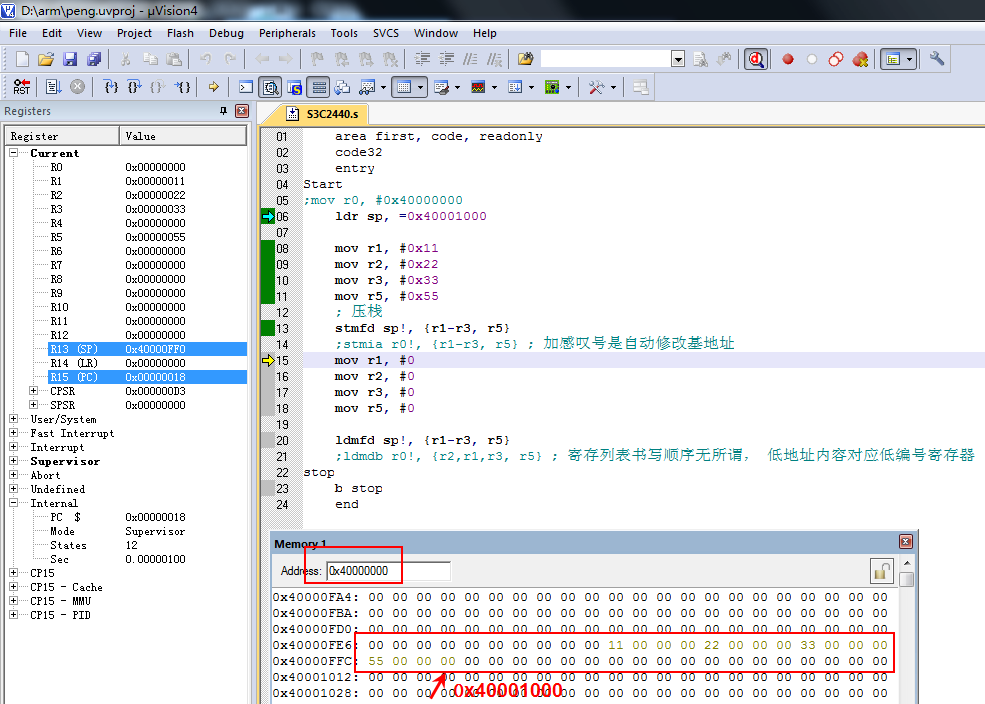 D:\arm\peng.uvproj - µVision4
File Edit View Project Flash Debug Peripherals Tools SVCS Window Help
RST
Registers
Register Value
Current
R0 0x00000000
R1 0x00000011
R2 0x00000022
R3 0x00000033
R4 0x00000000
R5 0x00000055
R6 0x00000000
R7 0x00000000
R8 0x00000000
R9 0x00000000
R10 0x00000000
R11 0x00000000
R12 0x00000000
R13 (SP) 0x40000FF0
R14 (LR) 0x00000000
R15 (PC) 0x00000018
CPSR 0x000000D3
SPSR 0x00000000
User/System
Fast Interrupt
Interrupt
Supervisor
Abort
Undefined
Internal
PC $ 0x00000018
Mode Supervisor
States 12
Sec 0.00000100
CP15
CP15 - Cache
CP15 - MMU
CP15 - PID
S3C2440.s
01 area first, code, readonly
02 code32
03 entry
04 Start
05 ;mov r0, #0x40000000
06 ldr sp, =0x40001000
07
08 mov r1, #0x11
09 mov r2, #0x22
10 mov r3, #0x33
11 mov r5, #0x55
12 ; 压栈
13 stmfd sp!, {r1-r3, r5}
14 ;stmia r0!, {r1-r3, r5} ; 加感叹号是自动修改基地址
15 mov r1, #0
16 mov r2, #0
17 mov r3, #0
18 mov r5, #0
19
20 ldmfd sp!, {r1-r3, r5}
21 ;ldmdb r0!, {r2,r1,r3, r5} ; 寄存列表书写顺序无所谓， 低地址内容对应低编号寄存器
22 stop
23 b stop
24 end
Memory 1
Address: 0x40000000
0x40000FA4: 00 00 00 00 00 00 00 00 00 00 00 00 00 00 00 00 00 00 00 00 00 00
0x40000FBA: 00 00 00 00 00 00 00 00 00 00 00 00 00 00 00 00 00 00 00 00 00 00
0x40000FD0: 00 00 00 00 00 00 00 00 00 00 00 00 00 00 00 00 00 00 00 00 00 00
0x40000FE6: 00 00 00 00 00 00 00 00 00 00 11 00 00 00 22 00 00 00 33 00 00 00
0x40000FFC: 55 00 00 00 00 00 00 00 00 00 00 00 00 00 00 00 00 00 00 00 00 00
0x40001012: 00 00 00 00 00 00 00 00 00 00 00 00 00 00 00 00 00 00 00 00 00 00
0x40001028: 00 00 00 00 00 00 00 00 00 00 00 00 00 00
0x40001000